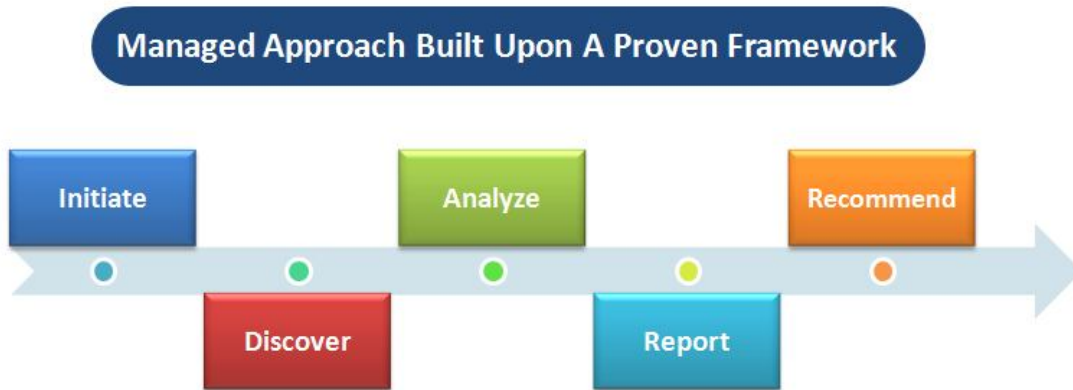 Managed Approach Built Upon A Proven Framework
Initiate
Discover
Analyze
Report
Recommend